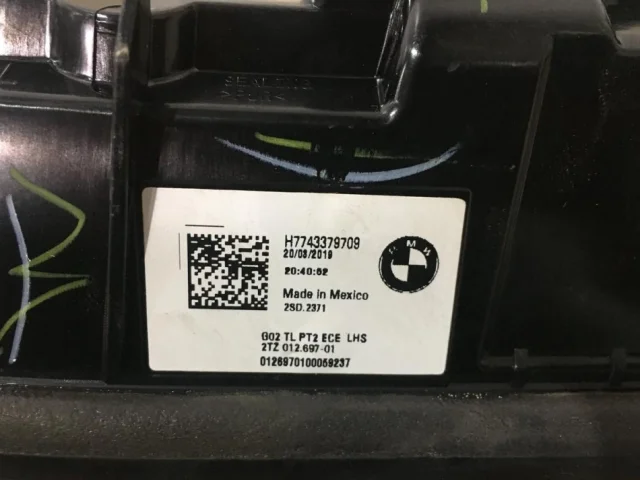 H7743379709
20/08/2019
20:40:52
BMW
Made in Mexico
2SD.2371
G02 TL PT2 ECE LHS
2TZ 012.697-01
0126970100059237